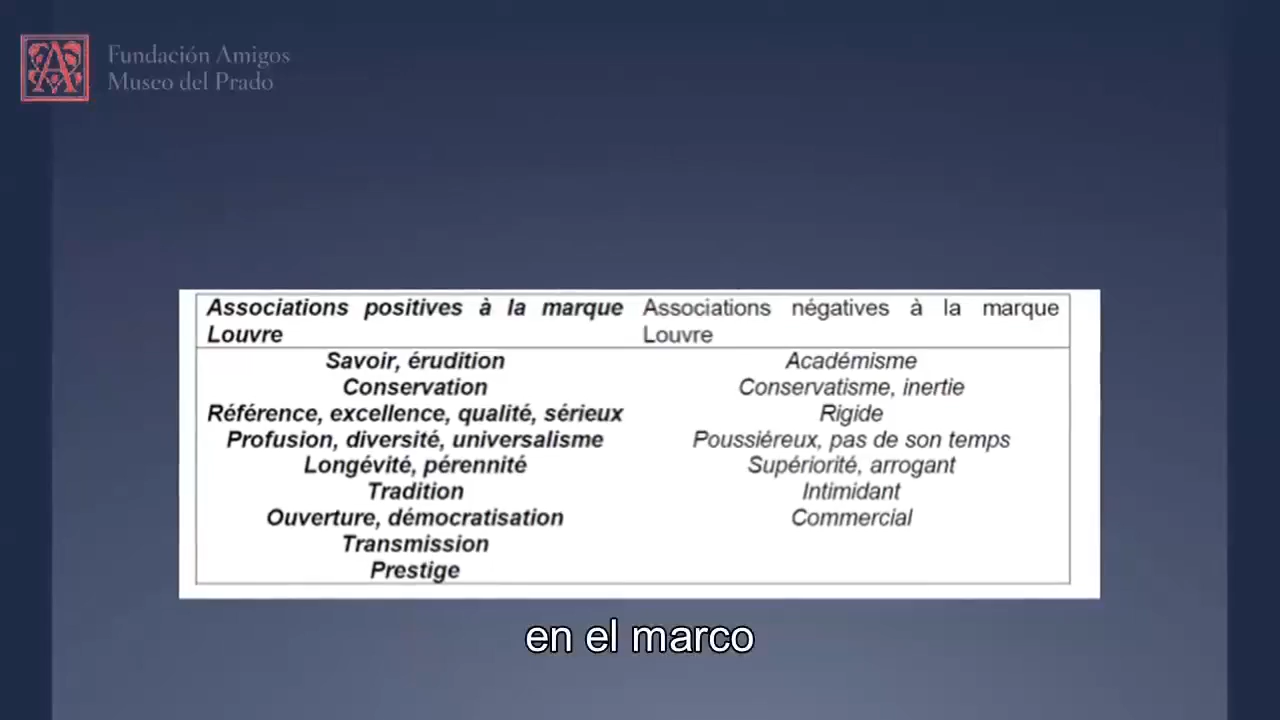 Fundación Amigos
Museo del Prado
Associations positives à la marque Louvre
Associations négatives à la marque Louvre
Savoir, érudition
Académisme
Conservation
Conservatisme, inertie
Référence, excellence, qualité, sérieux
Rigide
Profusion, diversité, universalisme
Poussiéreux, pas de son temps
Longévité, pérennité
Supériorité, arrogant
Tradition
Intimidant
Ouverture, démocratisation
Commercial
Transmission
Prestige
en el marco